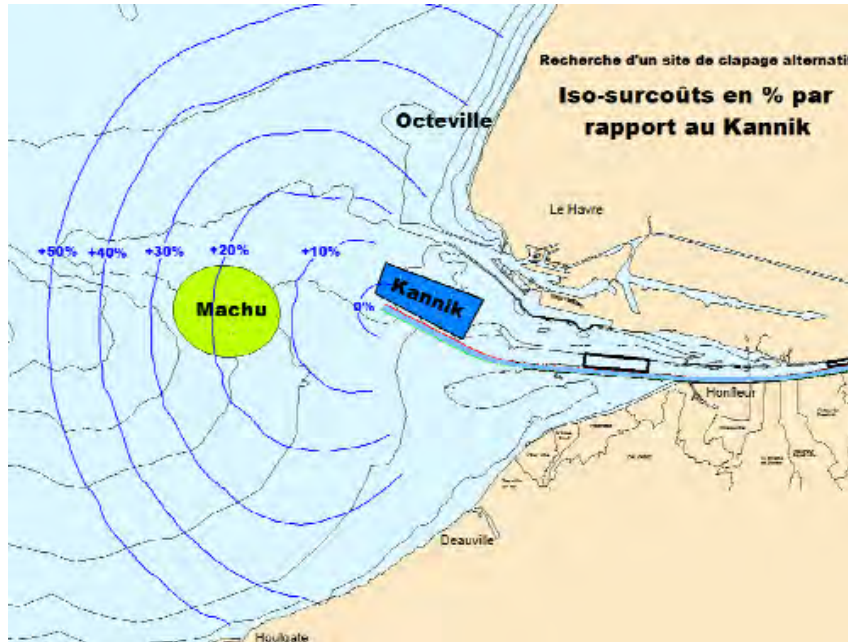 Recherche d'un site de clapage alternatif
Iso-surcoûts en % par
rapport au Kannik
Octeville
Le Havre
+50%
+40%
+30%
+20%
+10%
Kannik
0%
Machu
Honfleur
Deauville
Houlgate